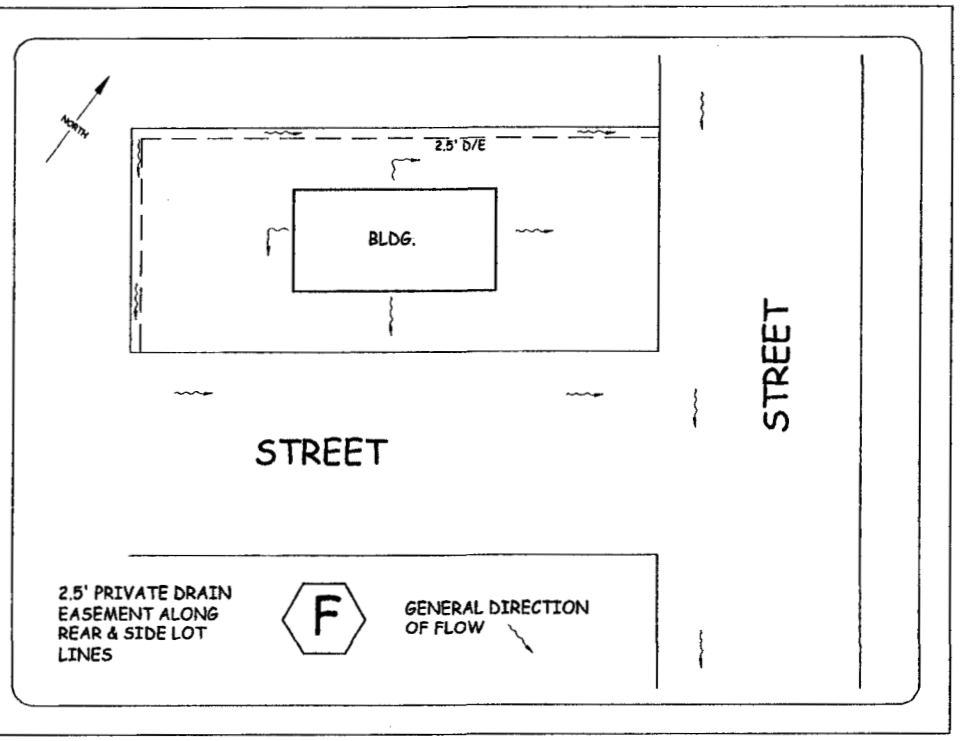 NORTH
2.5' D/E
BLDG.
STREET
STREET
2.5' PRIVATE DRAIN
EASEMENT ALONG
REAR & SIDE LOT
LINES
F
GENERAL DIRECTION
OF FLOW